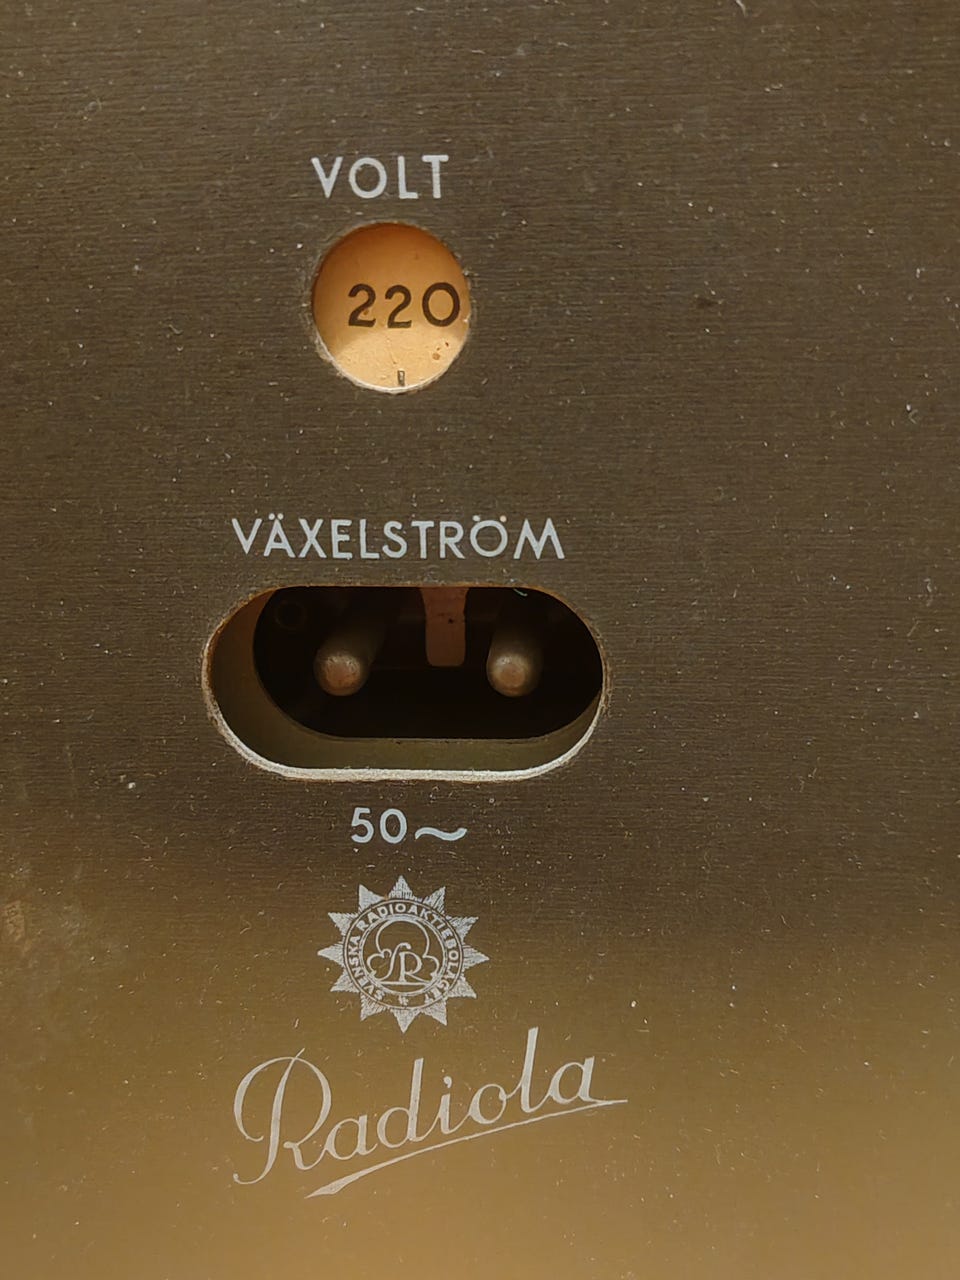 VOLT
220
VÄXELSTRÖM
50~
SVENSKA RADIOAKTIEBOLAGET
SR
Radiola